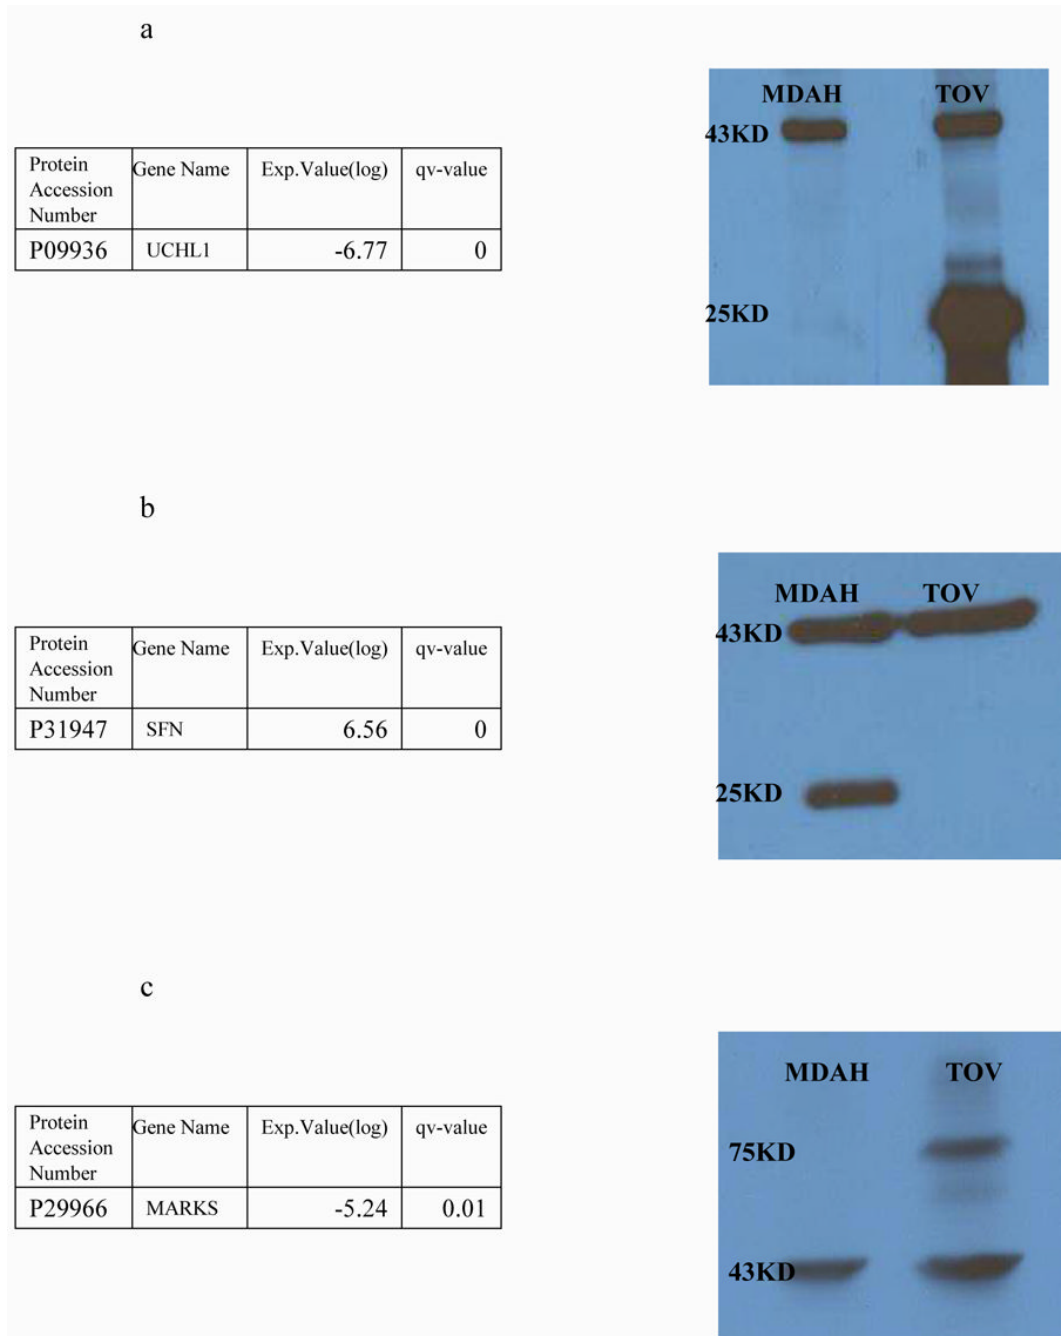 a
MDAH TOV
43KD
25KD
Protein Accession Number Gene Name Exp.Value(log) qv-value
P09936 UCHL1 -6.77 0
b
MDAH TOV
43KD
25KD
Protein Accession Number Gene Name Exp.Value(log) qv-value
P31947 SFN 6.56 0
c
MDAH TOV
75KD
43KD
Protein Accession Number Gene Name Exp.Value(log) qv-value
P29966 MARKS -5.24 0.01